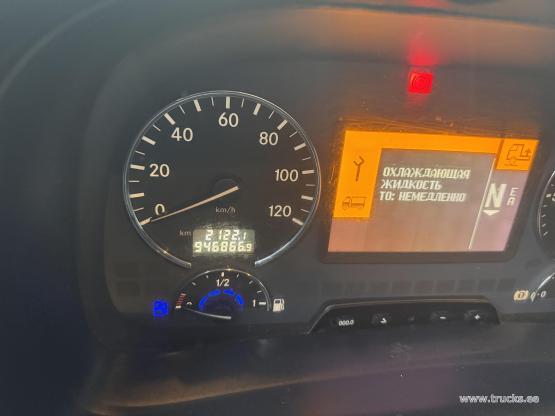 0 20 40 60 80 100 120
km/h
km 2122.1
946866.9
1/2
1
ОХЛАЖДАЮЩАЯ
ЖИДКОСТЬ
ТО: НЕМЕДЛЕННО
N E
A
000.0
- +
0
www.trucks.ee